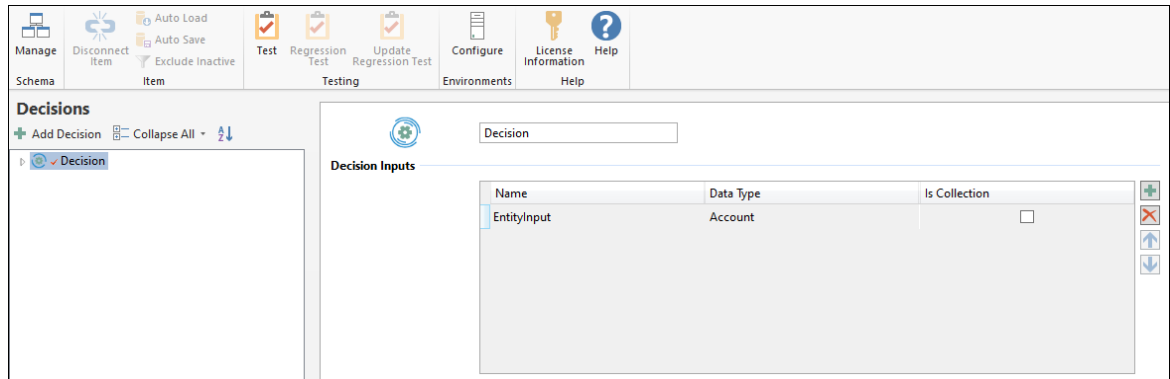 Manage
Schema
Disconnect
Item
Auto Load
Auto Save
Exclude Inactive
Item
Test
Regression
Test
Update
Regression Test
Testing
Configure
Environments
License
Information
Help
Help
Decisions
Add Decision Collapse All
Decision
Decision
Decision Inputs
Name Data Type Is Collection
EntityInput Account